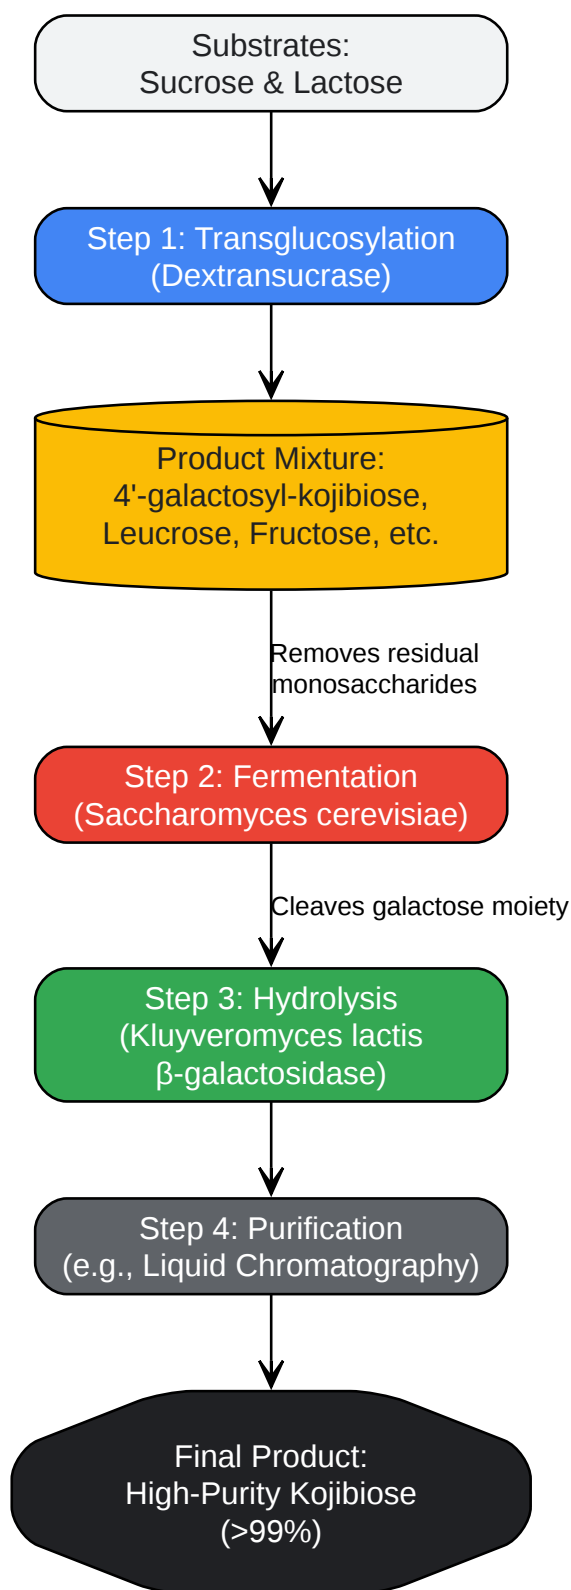 Substrates:
Sucrose & Lactose
Step 1: Transglucosylation
(Dextransucrase)
Product Mixture:
4'-galactosyl-kojibiose,
Leucrose, Fructose, etc.
Removes residual
monosaccharides
Step 2: Fermentation
(Saccharomyces cerevisiae)
Cleaves galactose moiety
Step 3: Hydrolysis
(Kluyveromyces lactis
β-galactosidase)
Step 4: Purification
(e.g., Liquid Chromatography)
Final Product:
High-Purity Kojibiose
(>99%)